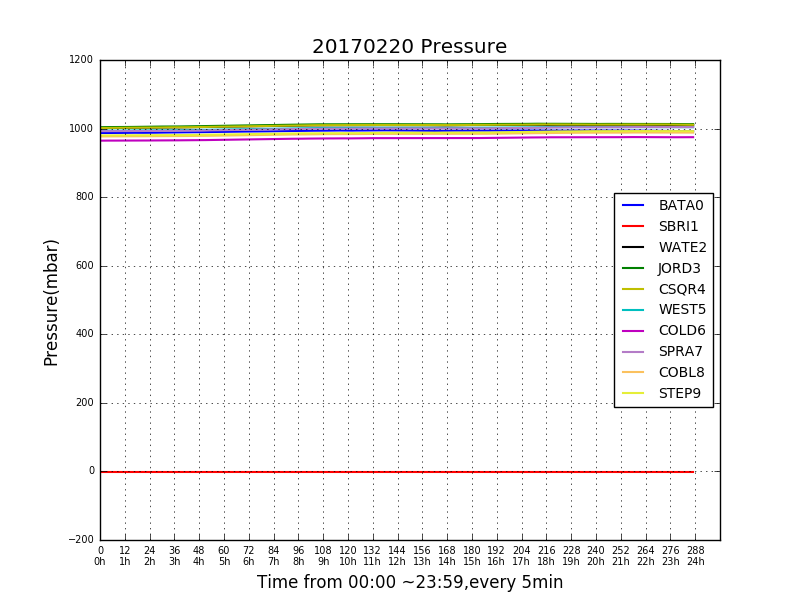 20170220 Pressure
1200
1000
800
600
400
200
0
−200
Pressure(mbar)
BATA0
SBRI1
WATE2
JORD3
CSQR4
WEST5
COLD6
SPRA7
COBL8
STEP9
0 12 24 36 48 60 72 84 96 108 120 132 144 156 168 180 192 204 216 228 240 252 264 276 288
0h 1h 2h 3h 4h 5h 6h 7h 8h 9h 10h 11h 12h 13h 14h 15h 16h 17h 18h 19h 20h 21h 22h 23h 24h
Time from 00:00 ~23:59,every 5min